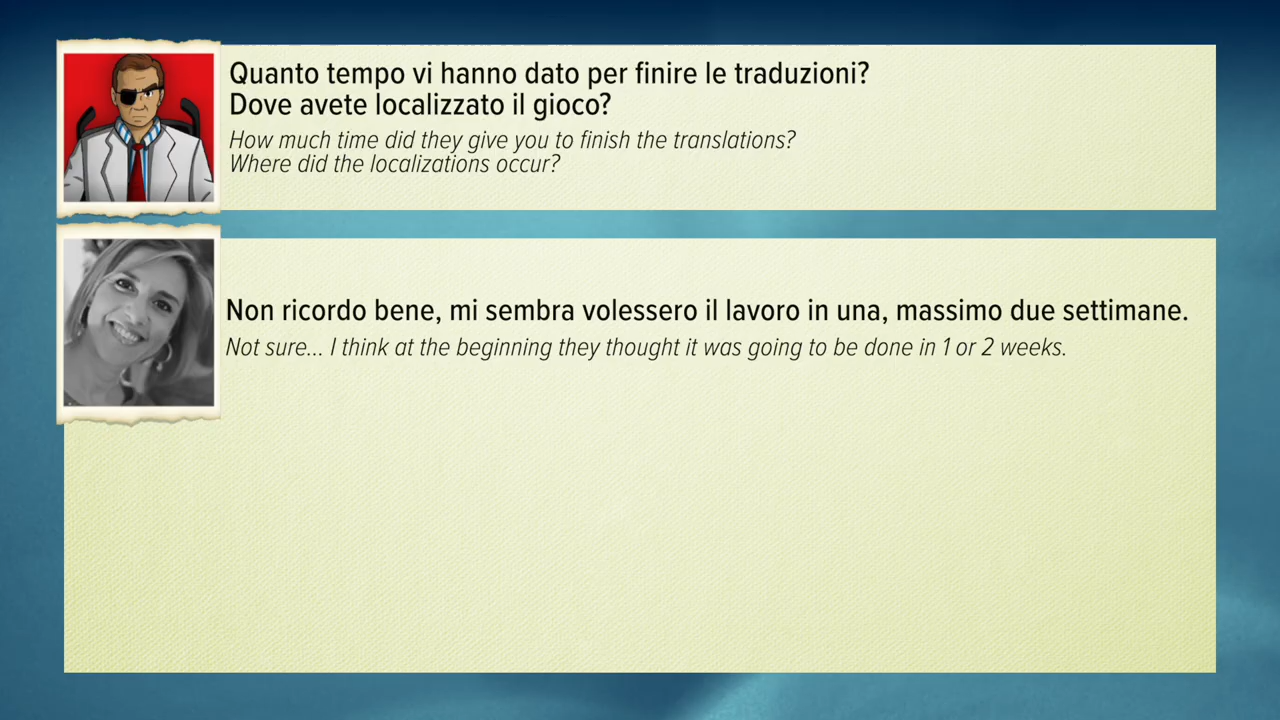 Quanto tempo vi hanno dato per finire le traduzioni?
Dove avete localizzato il gioco?
How much time did they give you to finish the translations?
Where did the localizations occur?
Non ricordo bene, mi sembra volessero il lavoro in una, massimo due settimane.
Not sure... I think at the beginning they thought it was going to be done in 1 or 2 weeks.